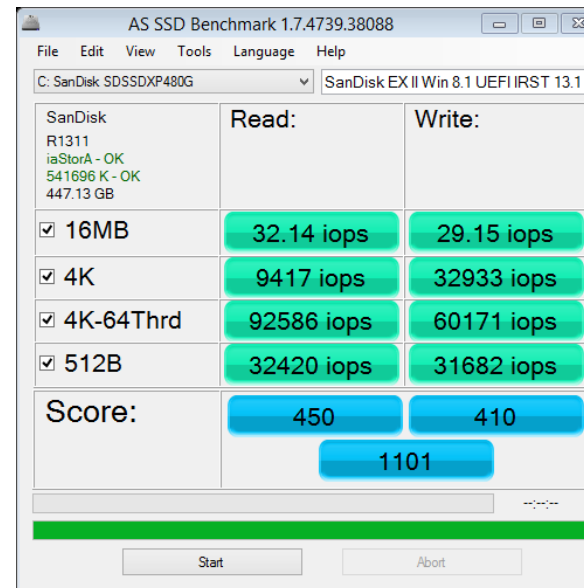 AS SSD Benchmark 1.7.4739.38088
File Edit View Tools Language Help
C: SanDisk SDSSDXP480G SanDisk EX II Win 8.1 UEFI IRST 13.1
SanDisk
R1311
iaStorA - OK
541696 K - OK
447.13 GB
Read: Write:
16MB 32.14 iops 29.15 iops
4K 9417 iops 32933 iops
4K-64Thrd 92586 iops 60171 iops
512B 32420 iops 31682 iops
Score: 450 410
1101
--:--:--
Start Abort